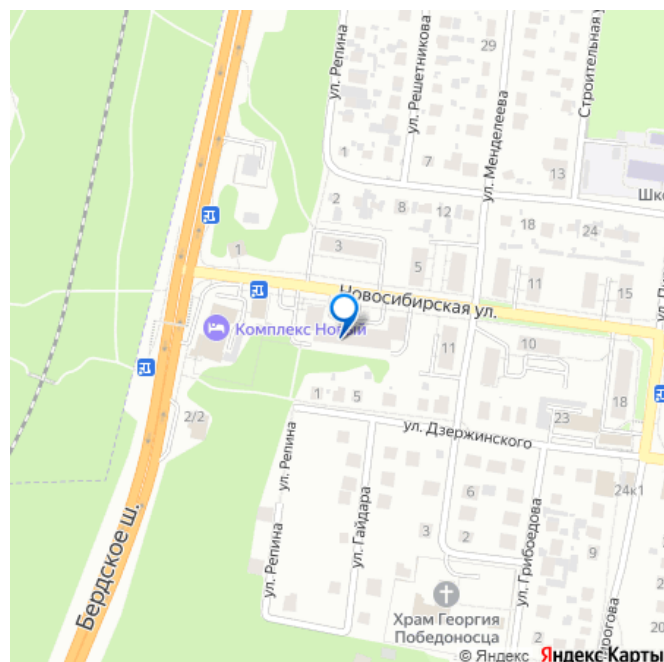 29
ул. Репина
ул. Решетникова
ул. Менделеева
Строительная у
1
7
13
Шко
2
8
12
18
24
3
1
5
11
15
Новосибирская ул.
Комплекс Новый
11
10
18
1
5
2/2
23
ул. Дзержинского
ул. Репина
24к1
6
ул. Гайдара
3
2
ул. Грибоедова
9
ул. Репина
Бердское ш.
Храм Георгия
Победоносца
2
20
© Яндекс Яндекс Карты